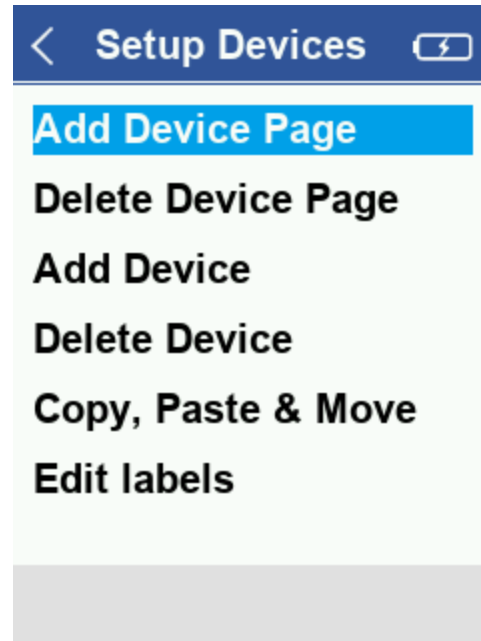 Setup Devices
Add Device Page
Delete Device Page
Add Device
Delete Device
Copy, Paste & Move
Edit labels